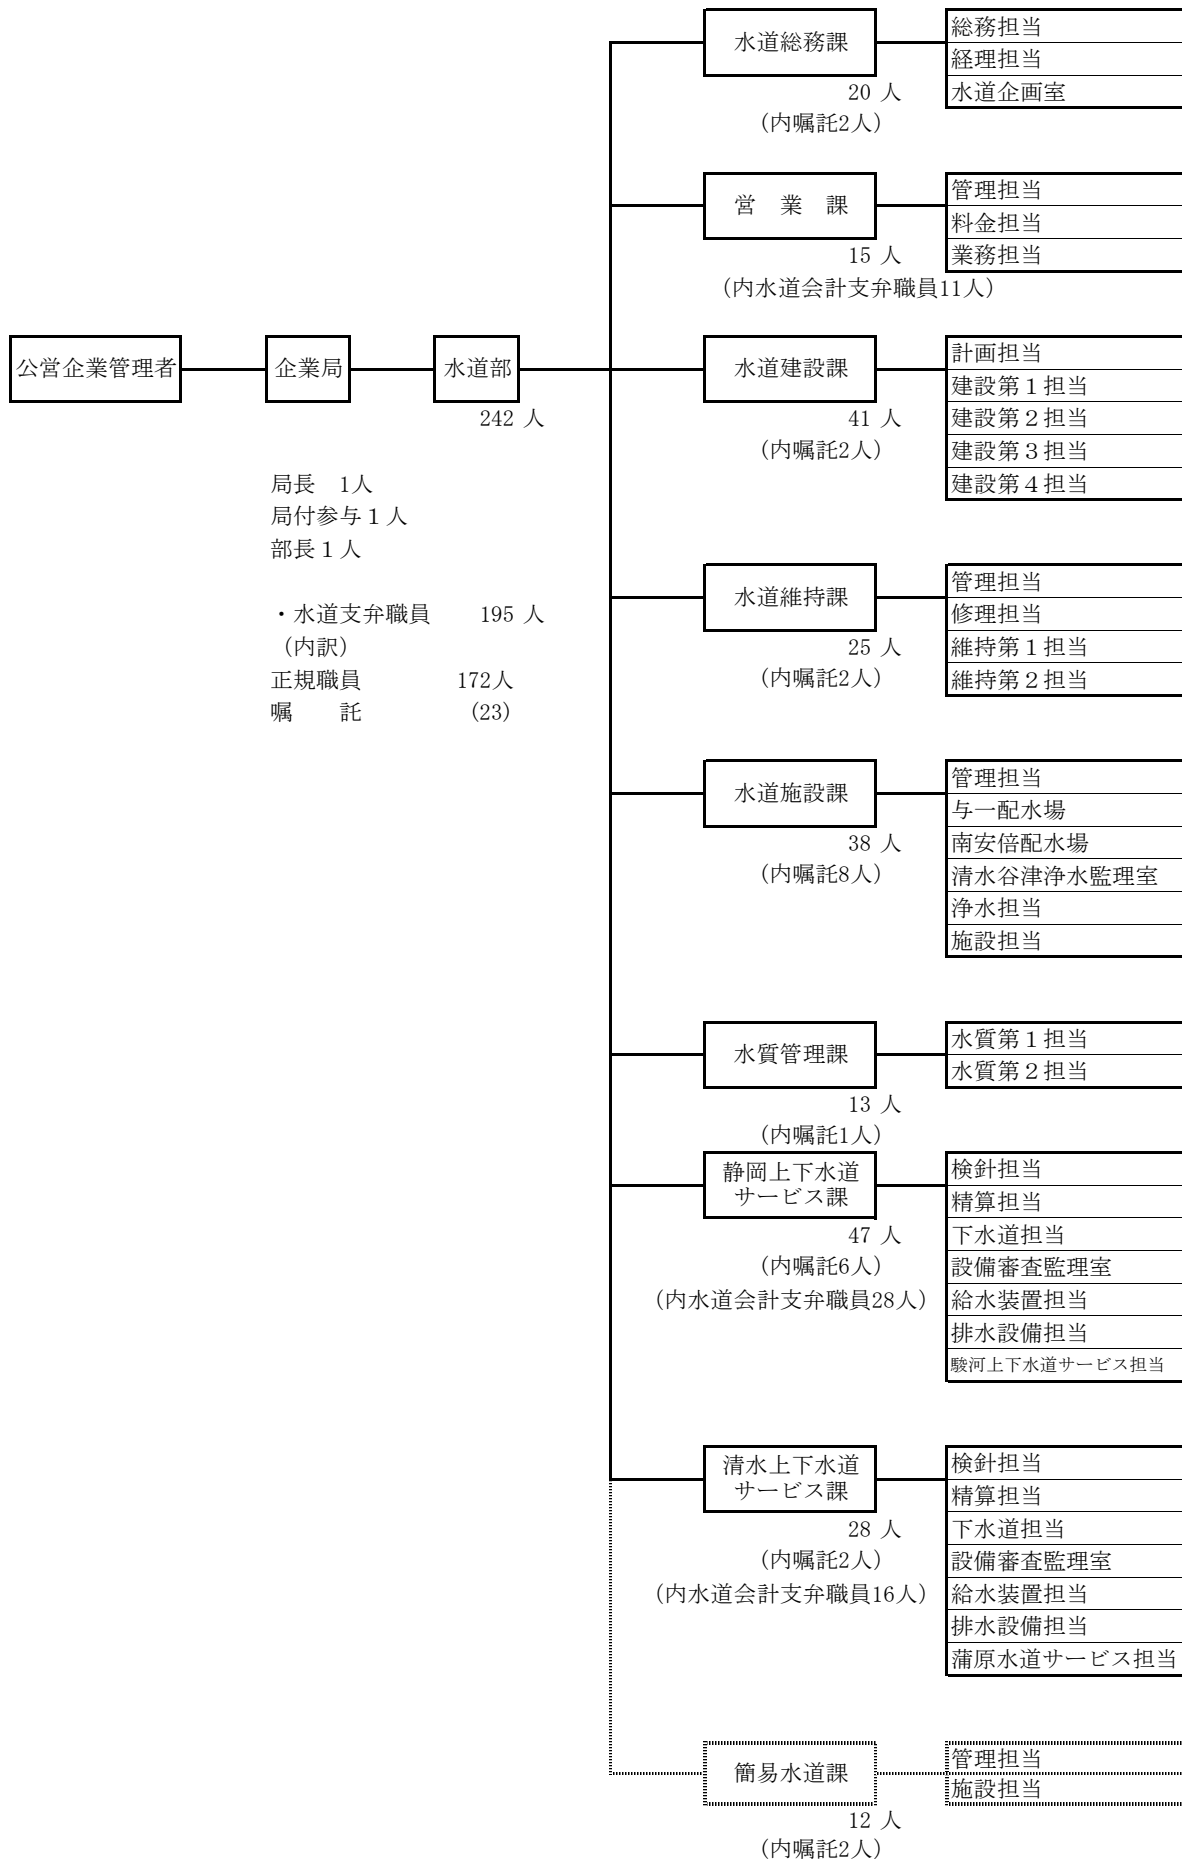 公営企業管理者
企業局
水道部
242 人
局長　1人
局付参与１人
部長１人
・水道支弁職員　　195 人
（内訳）
正規職員　　　　172人
嘱　　託　　　　（23）
水道総務課
20 人
（内嘱託2人）
総務担当
経理担当
水道企画室
営　業　課
15 人
（内水道会計支弁職員11人）
管理担当
料金担当
業務担当
水道建設課
41 人
（内嘱託2人）
計画担当
建設第１担当
建設第２担当
建設第３担当
建設第４担当
水道維持課
25 人
（内嘱託2人）
管理担当
修理担当
維持第１担当
維持第２担当
水道施設課
38 人
（内嘱託8人）
管理担当
与一配水場
南安倍配水場
清水谷津浄水監理室
浄水担当
施設担当
水質管理課
13 人
（内嘱託1人）
水質第１担当
水質第２担当
静岡上下水道
サービス課
47 人
（内嘱託6人）
（内水道会計支弁職員28人）
検針担当
精算担当
下水道担当
設備審査監理室
給水装置担当
排水設備担当
駿河上下水道サービス担当
清水上下水道
サービス課
28 人
（内嘱託2人）
（内水道会計支弁職員16人）
検針担当
精算担当
下水道担当
設備審査監理室
給水装置担当
排水設備担当
蒲原水道サービス担当
簡易水道課
12 人
（内嘱託2人）
管理担当
施設担当